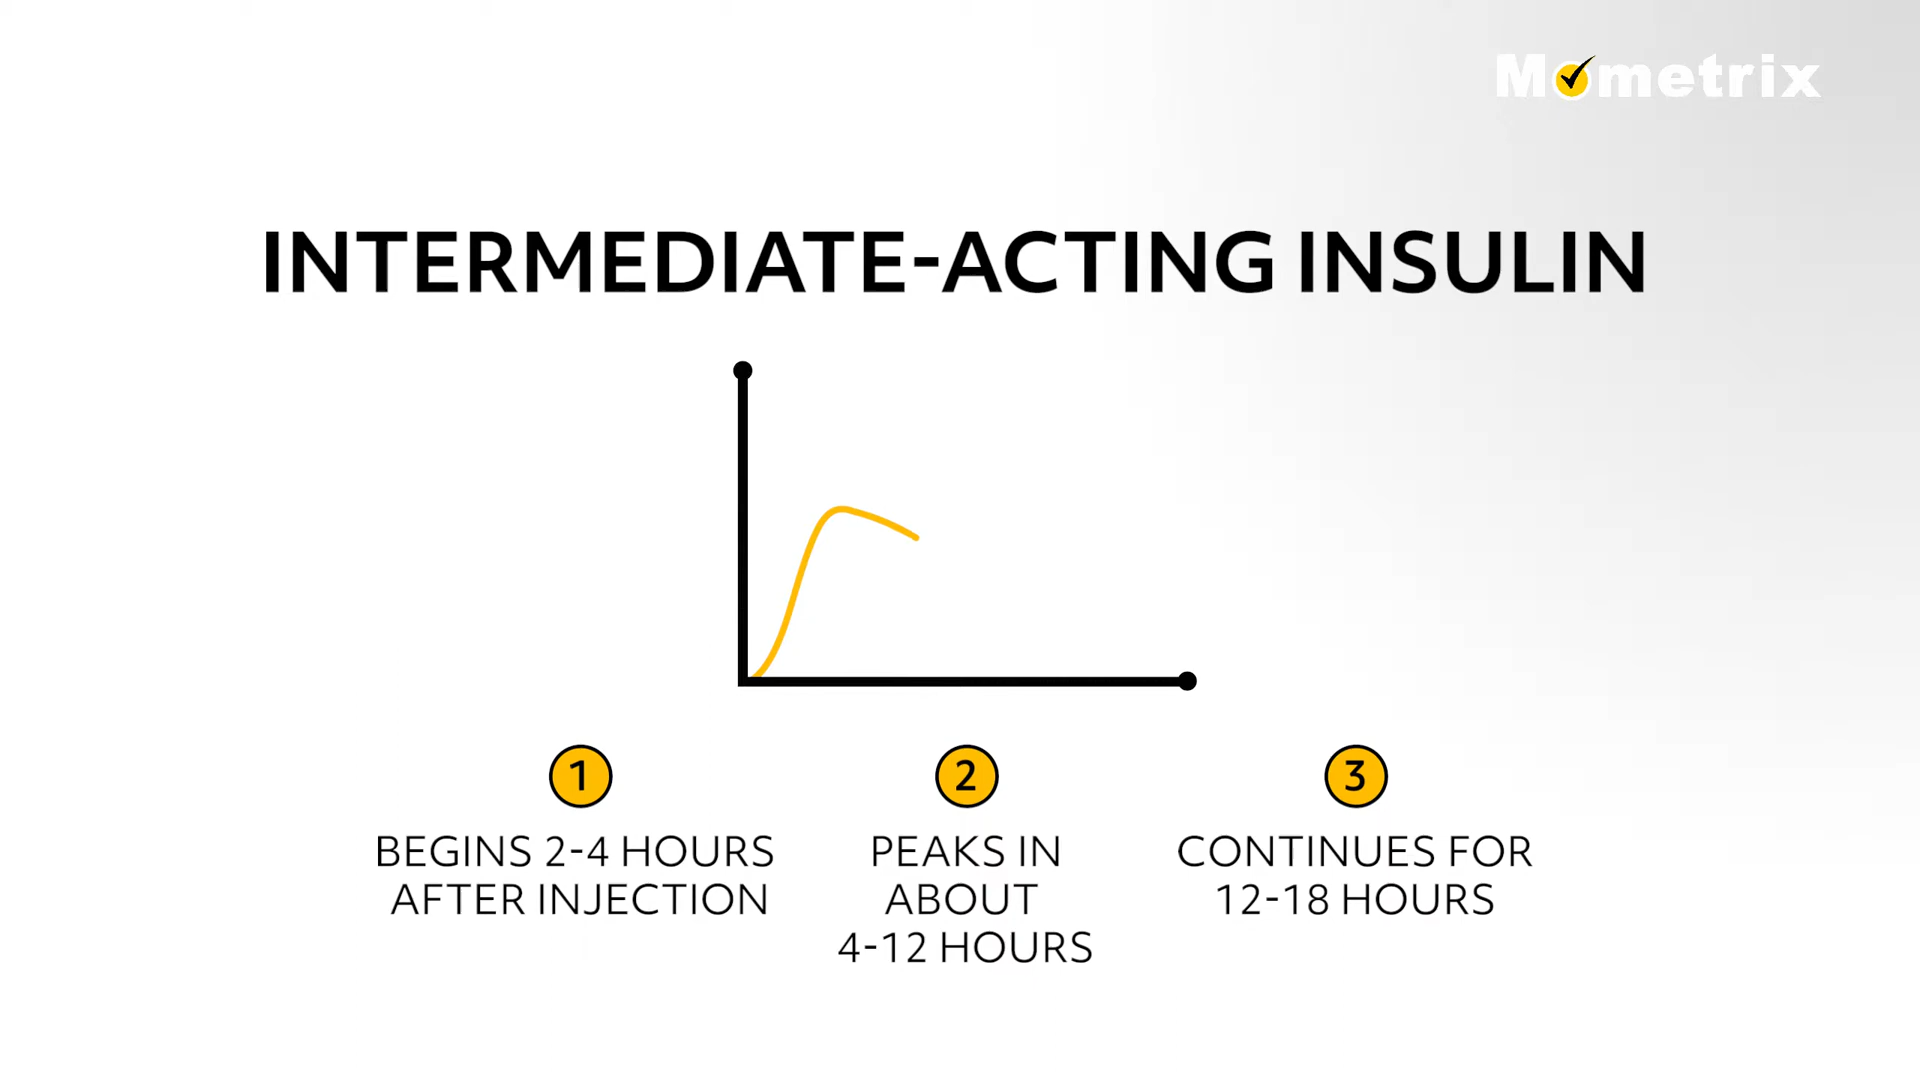 Mometrix
INTERMEDIATE-ACTING INSULIN
1
BEGINS 2-4 HOURS
AFTER INJECTION
2
PEAKS IN
ABOUT
4-12 HOURS
3
CONTINUES FOR
12-18 HOURS